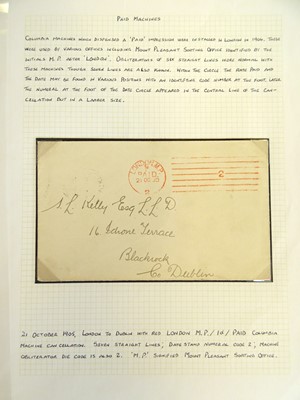 PAID MACHINES
COLUMBIA MACHINES WHICH DISPENSED A 'PAID' IMPRESSION WERE INSTALLED IN LONDON IN 1904. THESE
WERE USED BY VARIOUS OFFICES INCLUDING MOUNT PLEASANT SORTING OFFICE IDENTIFIED BY THE
INITIALS M.P. AFTER 'LONDON'. OBLITERATORS OF SIX STRAIGHT LINES WERE NORMAL WITH
THESE MACHINES THOUGH SEVEN LINES ARE ALSO KNOWN. WITHIN THE CIRCLE THE WORD PAID AND
THE DATE MAY BE FOUND IN VARIOUS POSITIONS WITH AN IDENTIFYING CODE NUMBER AT THE FOOT. LATER
THE NUMERAL AT THE FOOT OF THE DATE CIRCLE APPEARED IN THE CENTRAL LINE OF THE CAN-
CELLATION BUT IN A LARGER SIZE.
PAID
2
2
S. L. Kelly Esq L.L.D
16 Idrone Terrace
Blackrock
Co Dublin
21 OCTOBER 1905, LONDON TO DUBLIN WITH RED LONDON M.P./1d/PAID COLUMBIA
MACHINE CANCELLATION. SEVEN STRAIGHT LINES, DATE STAMP NUMERAL CODE 2, MACHINE
OBLITERATOR DIE CODE IS ALSO 2. 'M.P.' SIGNIFIED MOUNT PLEASANT SORTING OFFICE.